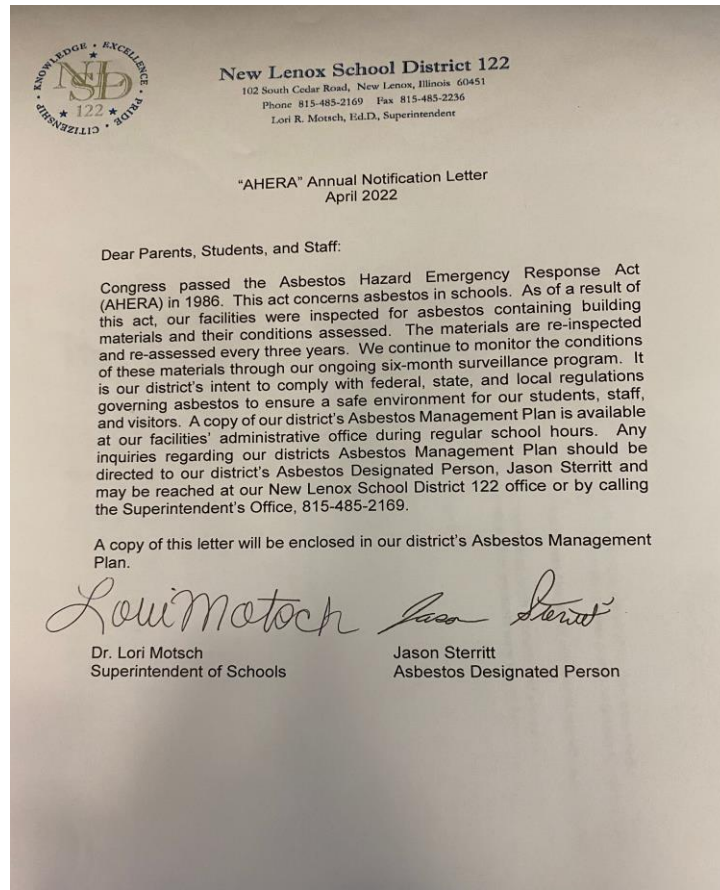 KNOWLEDGE • EXCELLENCE • PRIDE • CITIZENSHIP •
NLSD
★ 122 ★
New Lenox School District 122
102 South Cedar Road, New Lenox, Illinois 60451
Phone 815-485-2169 Fax 815-485-2236
Lori R. Motsch, Ed.D., Superintendent
"AHERA" Annual Notification Letter
April 2022
Dear Parents, Students, and Staff:
Congress passed the Asbestos Hazard Emergency Response Act
(AHERA) in 1986. This act concerns asbestos in schools. As of a result of
this act, our facilities were inspected for asbestos containing building
materials and their conditions assessed. The materials are re-inspected
and re-assessed every three years. We continue to monitor the conditions
of these materials through our ongoing six-month surveillance program. It
is our district's intent to comply with federal, state, and local regulations
governing asbestos to ensure a safe environment for our students, staff,
and visitors. A copy of our district's Asbestos Management Plan is available
at our facilities' administrative office during regular school hours. Any
inquiries regarding our districts Asbestos Management Plan should be
directed to our district's Asbestos Designated Person, Jason Sterritt and
may be reached at our New Lenox School District 122 office or by calling
the Superintendent's Office, 815-485-2169.
A copy of this letter will be enclosed in our district's Asbestos Management
Plan.
Lori Motsch Jason Sterritt
Dr. Lori Motsch Jason Sterritt
Superintendent of Schools Asbestos Designated Person